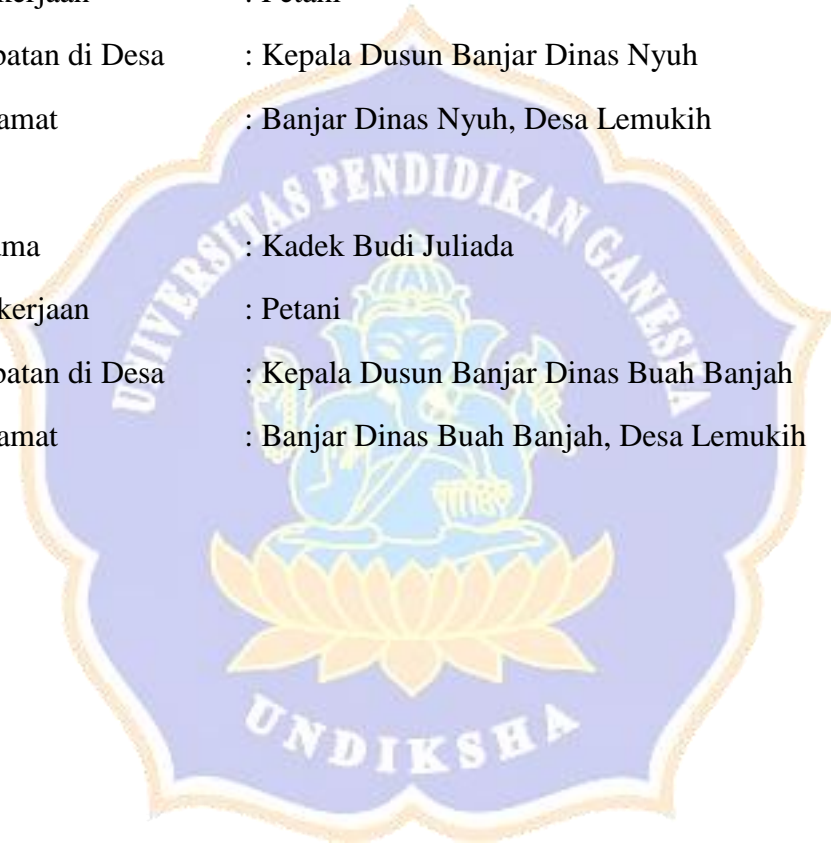 kerjaan : Petani
batan di Desa : Kepala Dusun Banjar Dinas Nyuh
amat : Banjar Dinas Nyuh, Desa Lemukih
UNIVERSITAS PENDIDIKAN GANESHA
ama : Kadek Budi Juliada
kerjaan : Petani
batan di Desa : Kepala Dusun Banjar Dinas Buah Banjah
amat : Banjar Dinas Buah Banjah, Desa Lemukih
UNDIKSHA